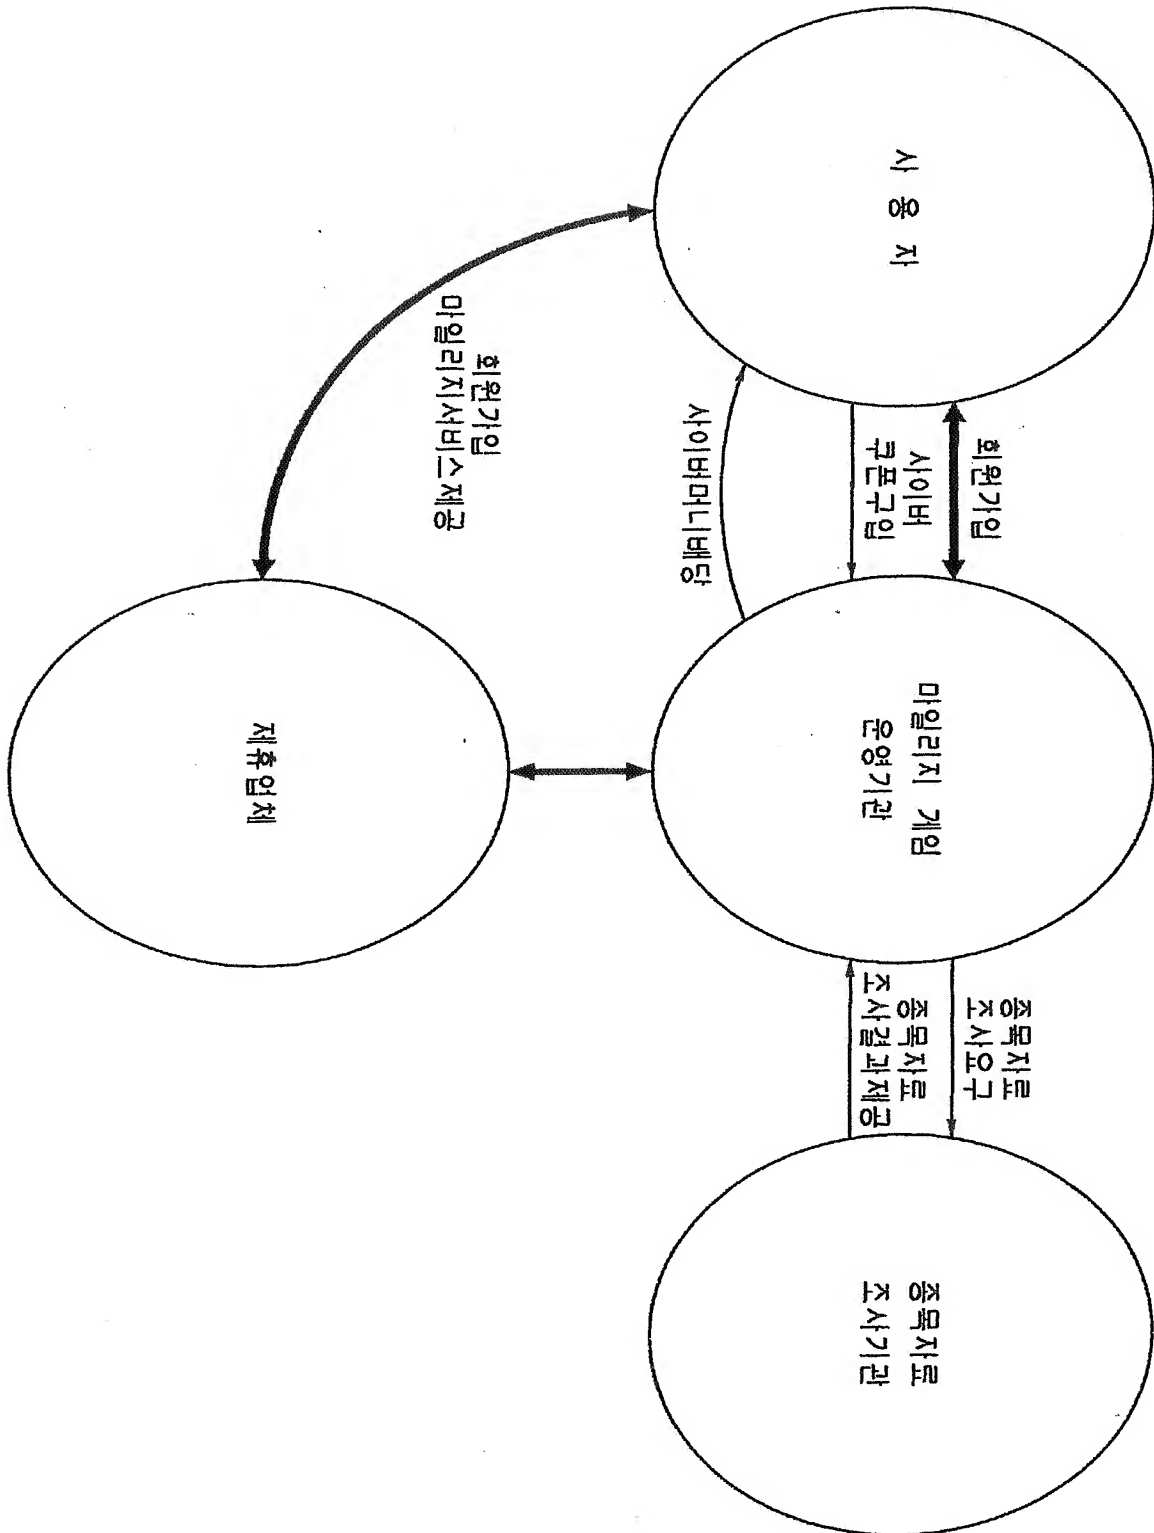 사 용 자
회원가입
사이버
쿠폰구입
사이버머니배당
마일리지 게임
운영기관
종목자료
조사요구
종목자료
조사결과제공
종목자료
조사기관
회원가입
마일리지서비스제공
제휴업체